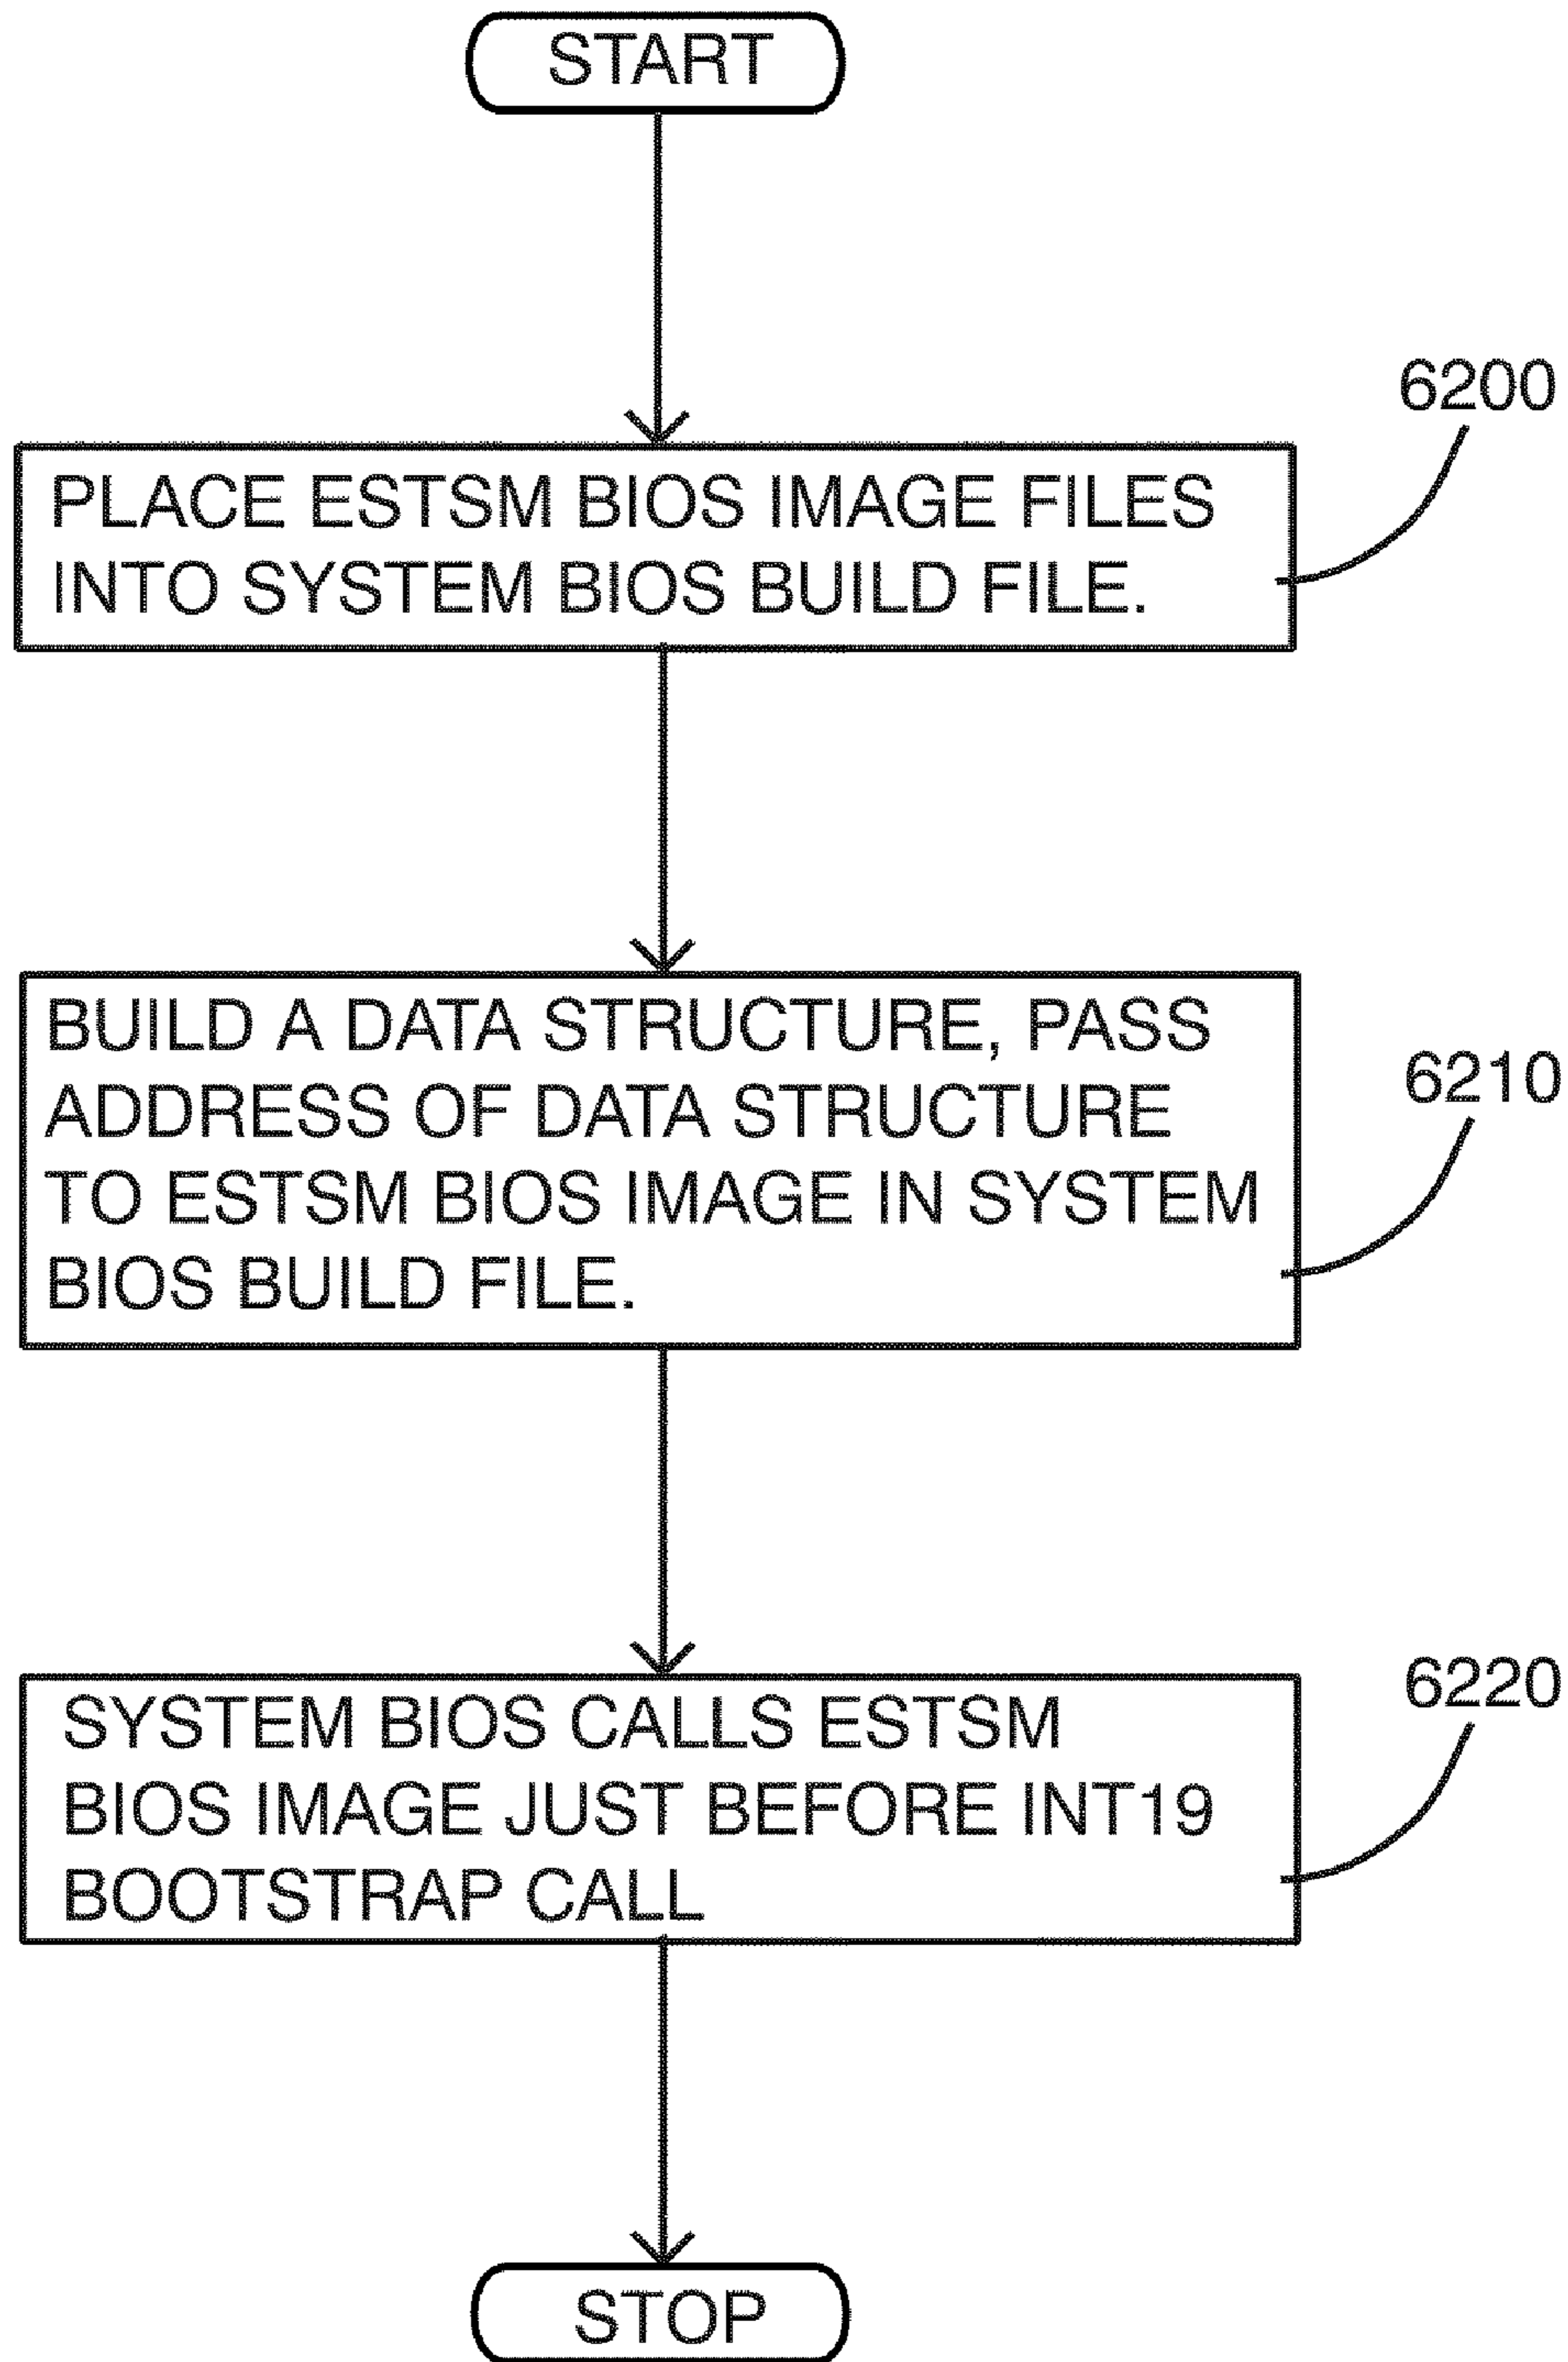 START
6200
PLACE ESTSM BIOS IMAGE FILES
INTO SYSTEM BIOS BUILD FILE.
BUILD A DATA STRUCTURE, PASS
ADDRESS OF DATA STRUCTURE
6210
TO ESTSM BIOS IMAGE IN SYSTEM
BIOS BUILD FILE.
6220
SYSTEM BIOS CALLS ESTSM
BIOS IMAGE JUST BEFORE INT19
BOOTSTRAP CALL
STOP